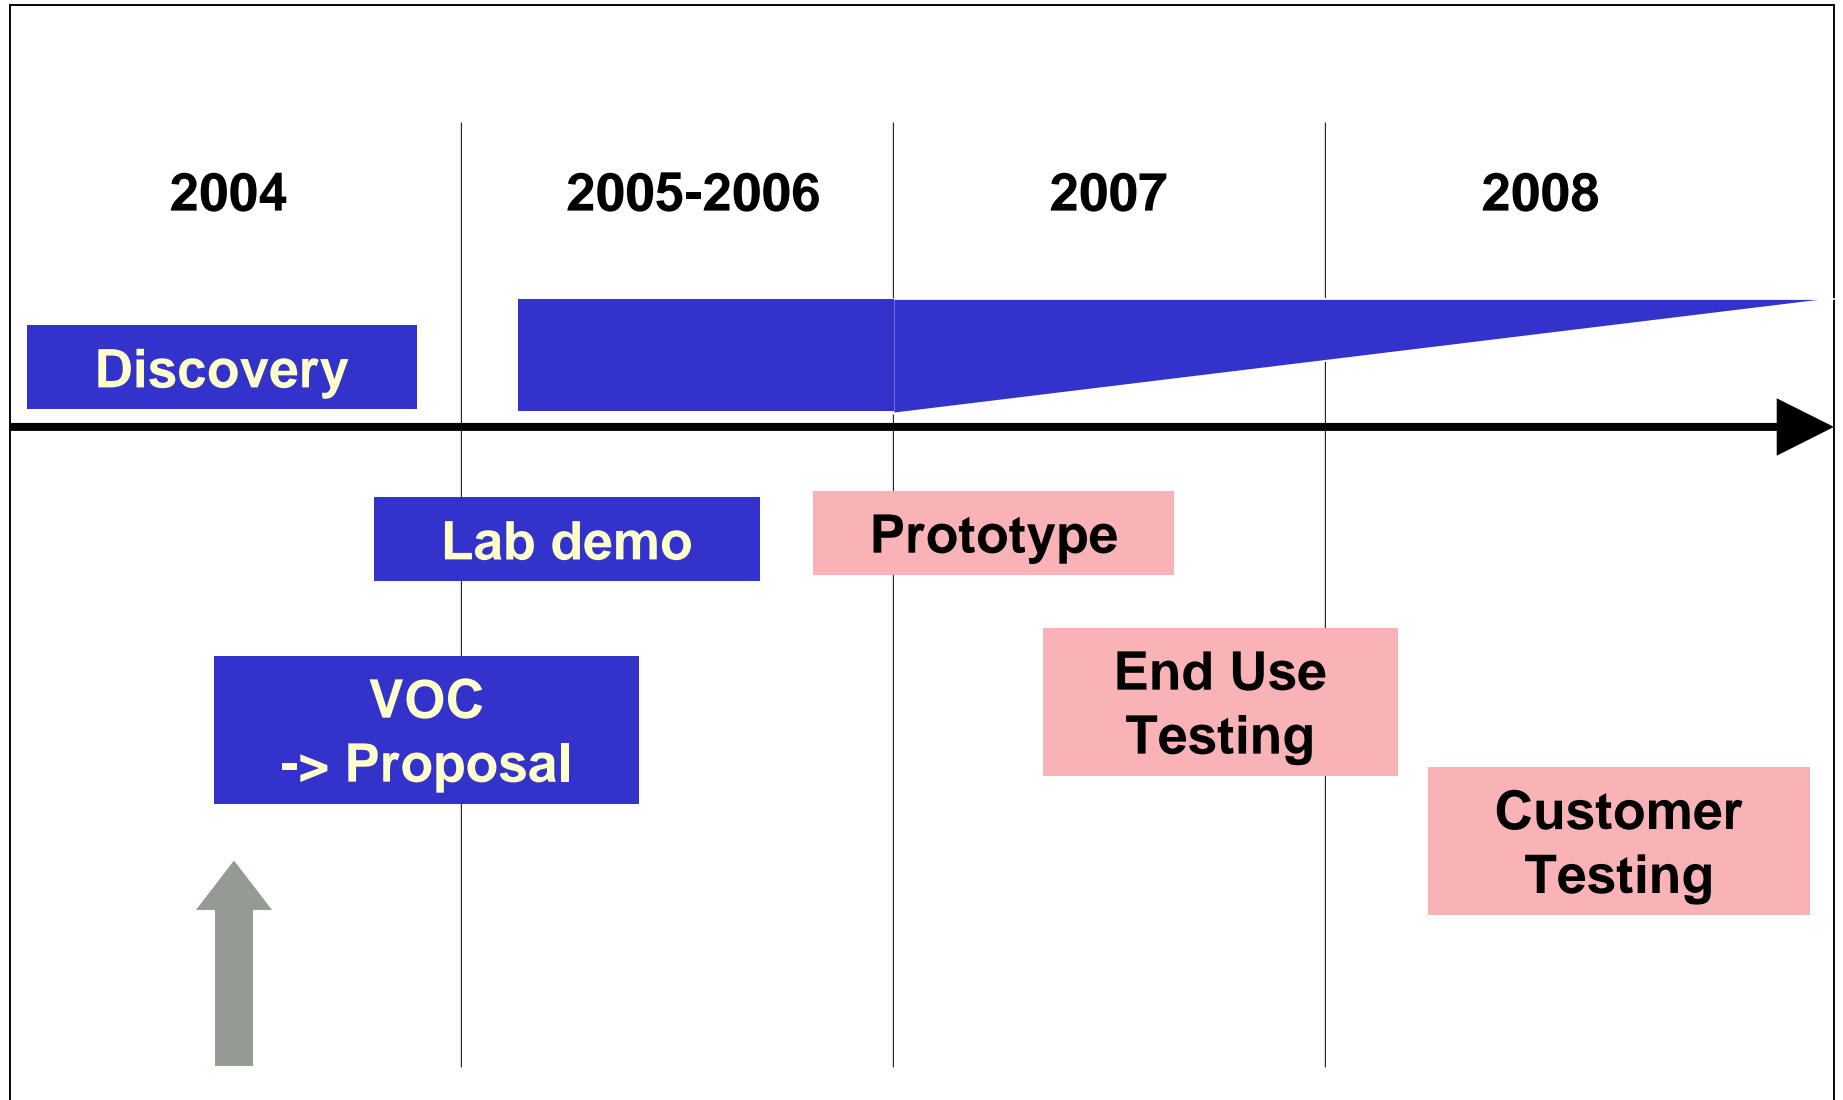 2004
2005-2006
2007
2008
Discovery
Lab demo
Prototype
VOC
-> Proposal
End Use
Testing
Customer
Testing